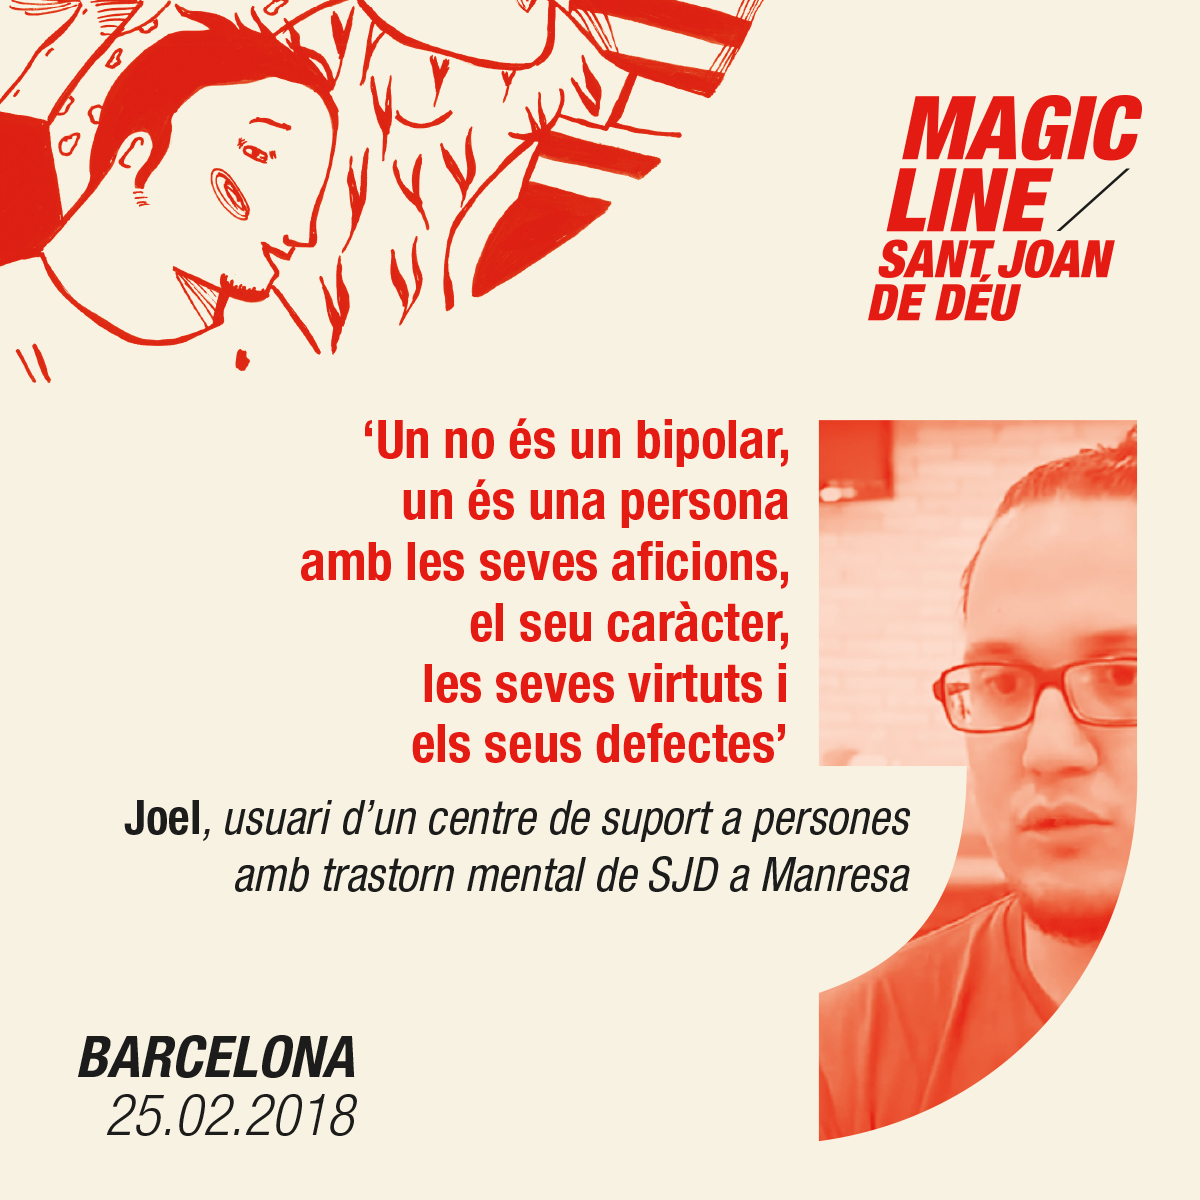 MAGIC
LINE
SANT JOAN
DE DÉU
‘Un no és un bipolar,
un és una persona
amb les seves aficions,
el seu caràcter,
les seves virtuts i
els seus defectes’
Joel, usuari d’un centre de suport a persones
amb trastorn mental de SJD a Manresa
BARCELONA
25.02.2018